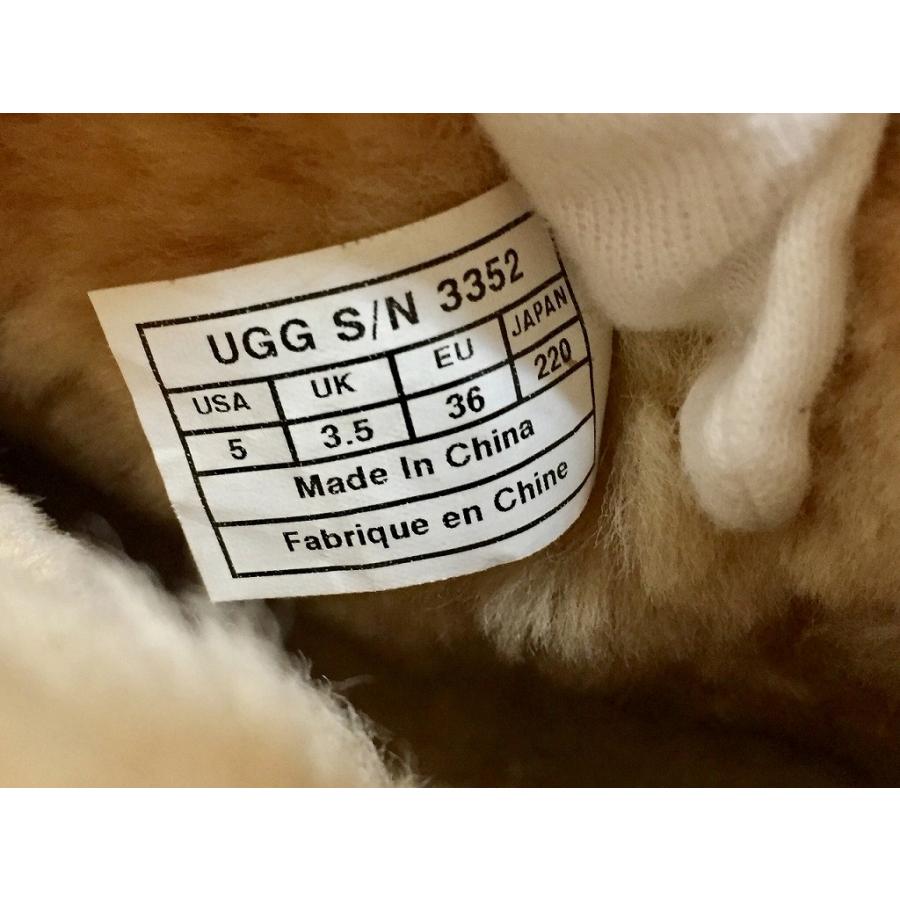 UGG S/N 3352
USA UK EU JAPAN
5 3.5 36 220
Made In China
Fabrique en Chine